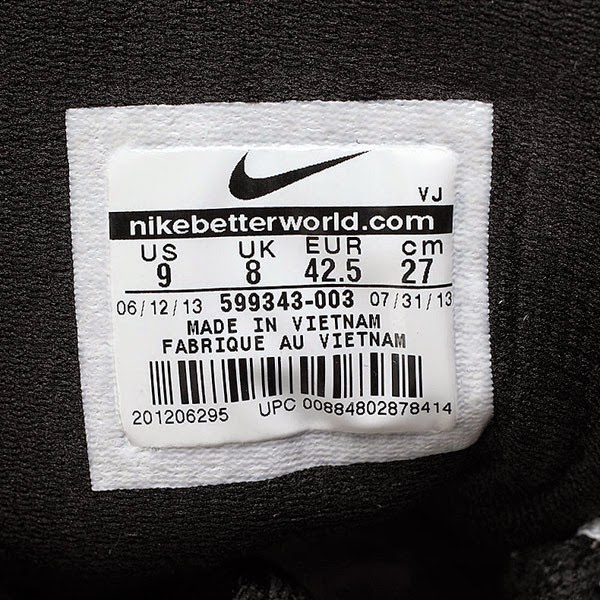 VJ
nikebetterworld.com
US UK EUR cm
9 8 42.5 27
06/12/13 599343-003 07/31/13
MADE IN VIETNAM
FABRIQUE AU VIETNAM
201206295 UPC 00884802878414